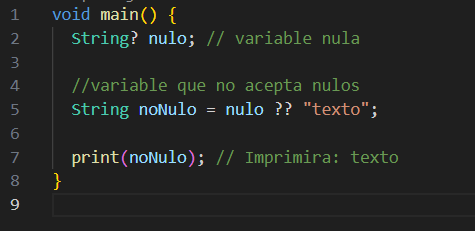 1 void main() {
2 String? nulo; // variable nula
3
4 //variable que no acepta nulos
5 String noNulo = nulo ?? "texto";
6
7 print(noNulo); // Imprimira: texto
8 }
9